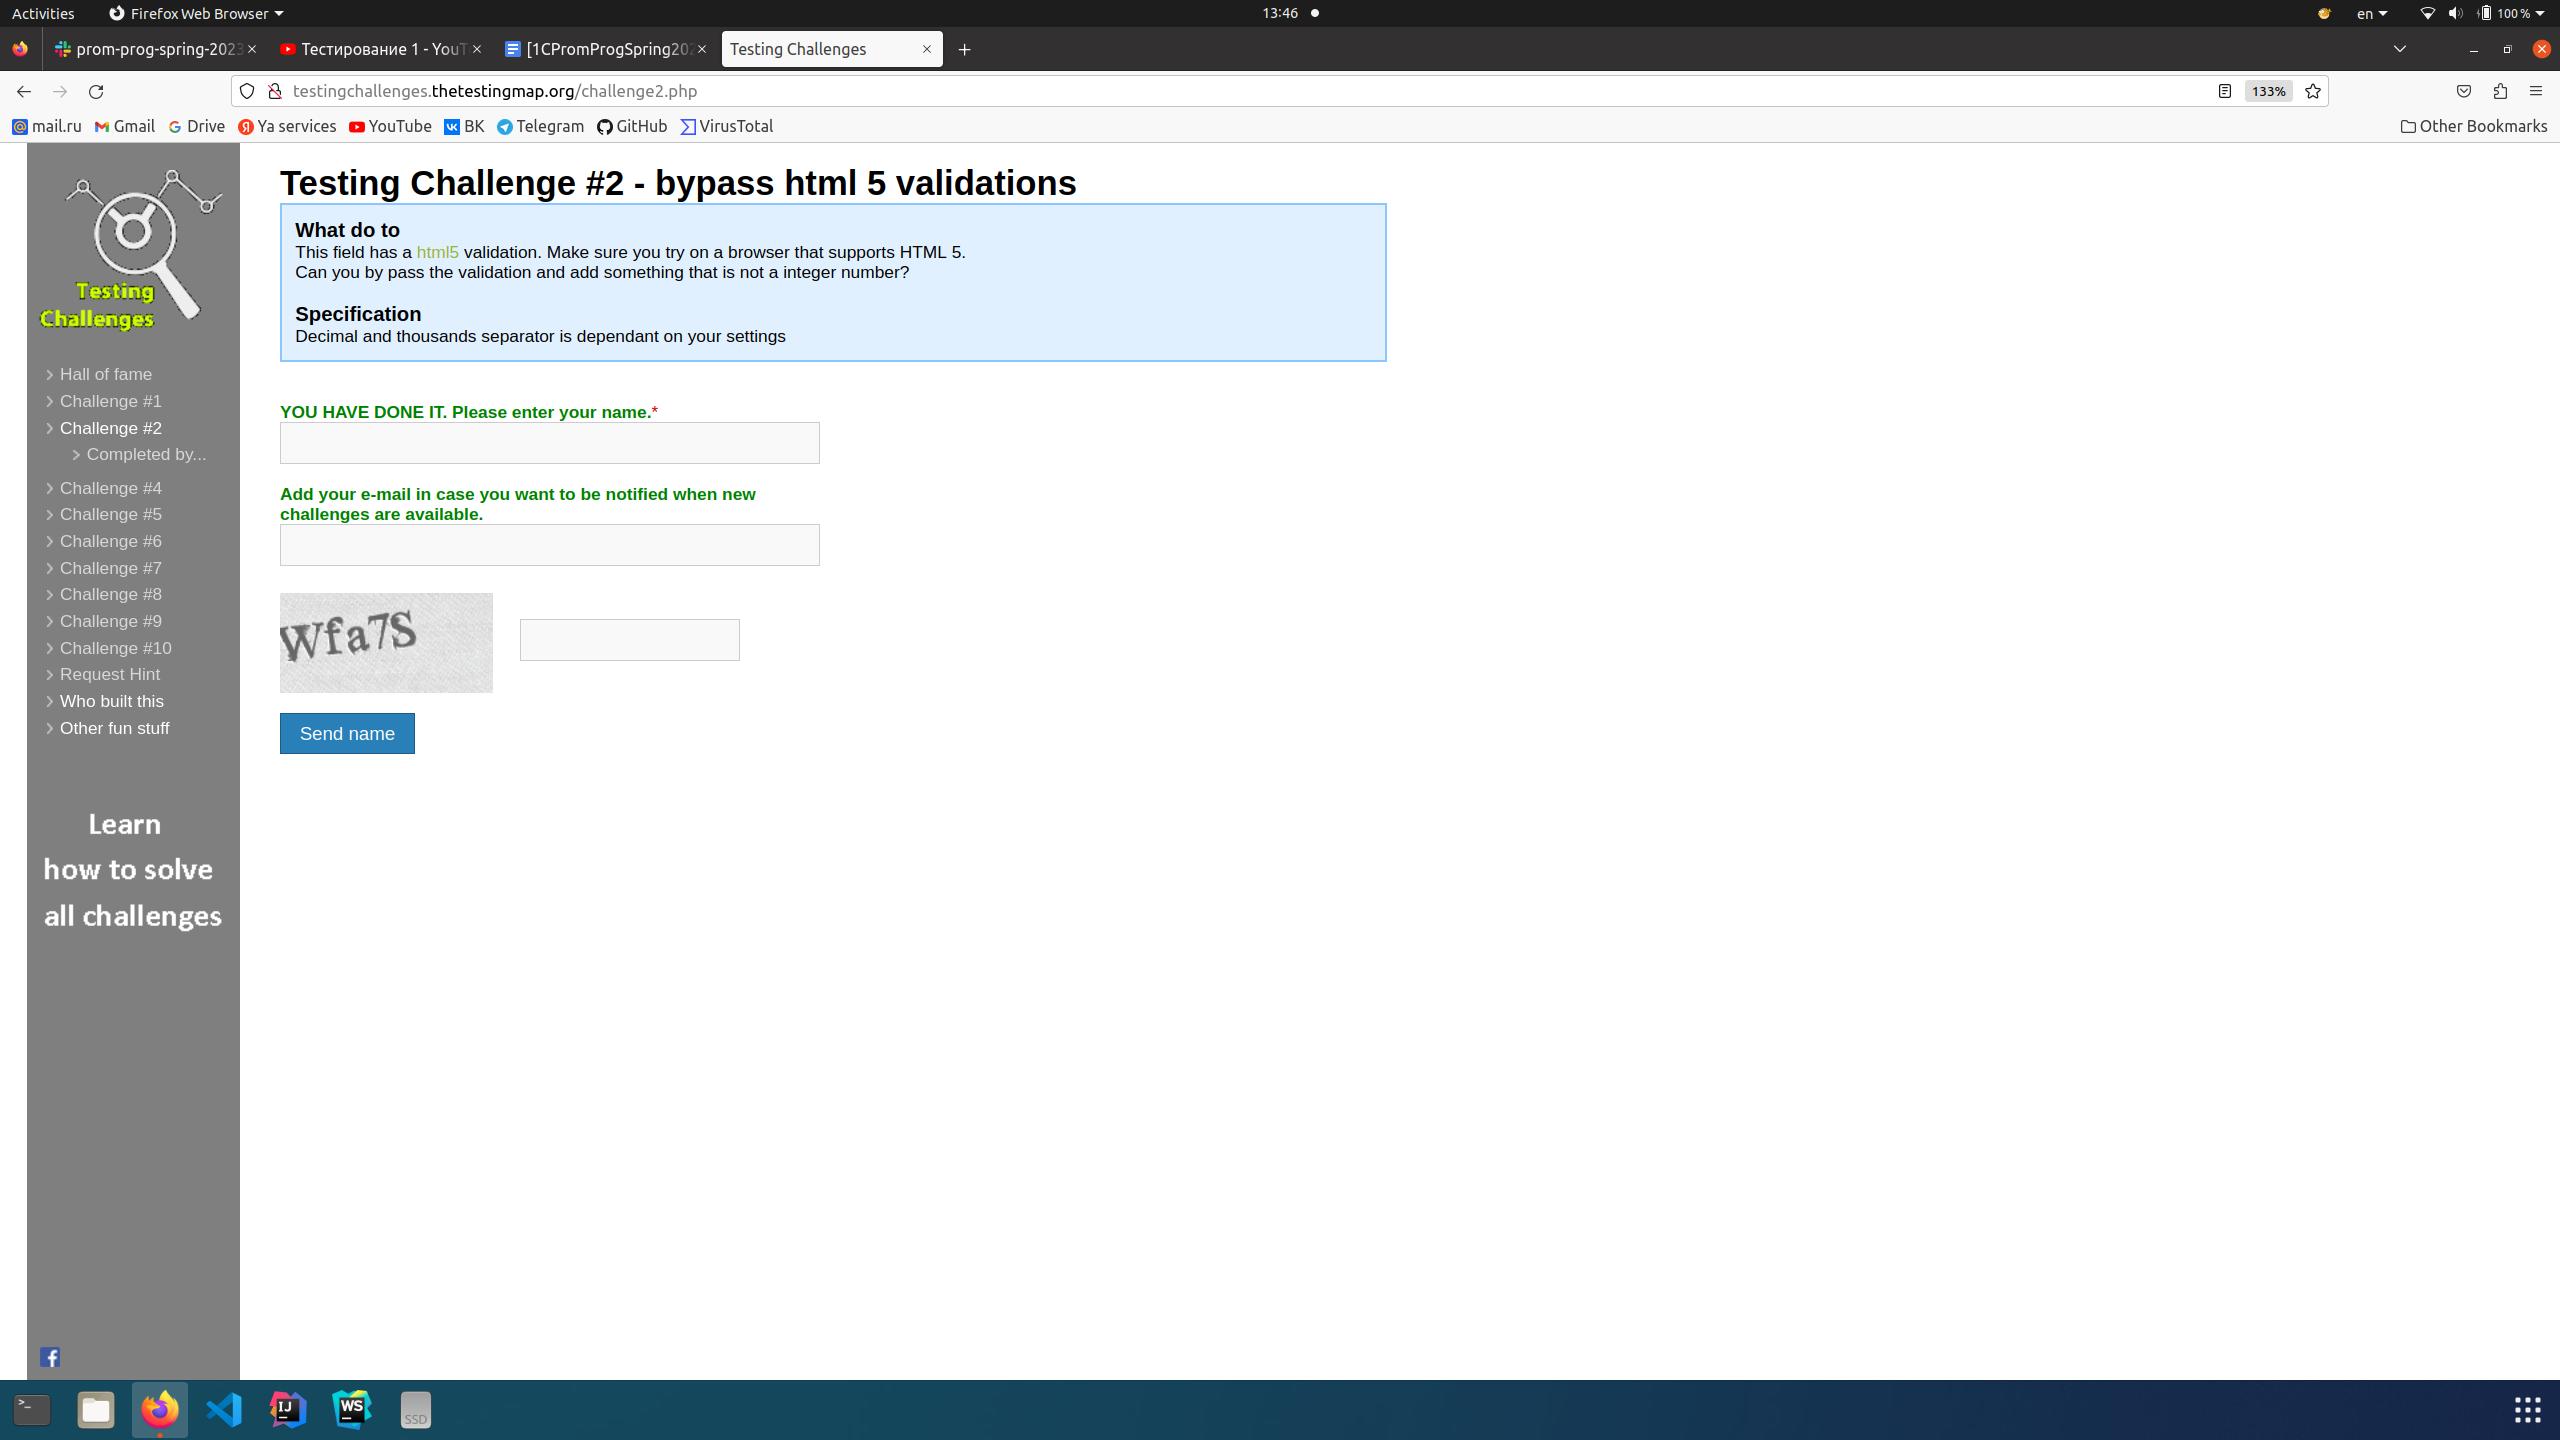 Activities
Firefox Web Browser
13:46
en
100 %
prom-prog-spring-2023
Тестирование 1 - YouT
[1CPromProgSpring202
Testing Challenges
testingchallenges.thetestingmap.org/challenge2.php
133%
mail.ru
Gmail
Drive
Ya services
YouTube
ВК
Telegram
GitHub
VirusTotal
Other Bookmarks
Testing
Challenges
Hall of fame
Challenge #1
Challenge #2
Completed by...
Challenge #4
Challenge #5
Challenge #6
Challenge #7
Challenge #8
Challenge #9
Challenge #10
Request Hint
Who built this
Other fun stuff
Learn
how to solve
all challenges
Testing Challenge #2 - bypass html 5 validations
What do to
This field has a html5 validation. Make sure you try on a browser that supports HTML 5.
Can you by pass the validation and add something that is not a integer number?
Specification
Decimal and thousands separator is dependant on your settings
YOU HAVE DONE IT. Please enter your name.*
Add your e-mail in case you want to be notified when new
challenges are available.
Wfa7S
Send name
>_
IJ
WS
SSD